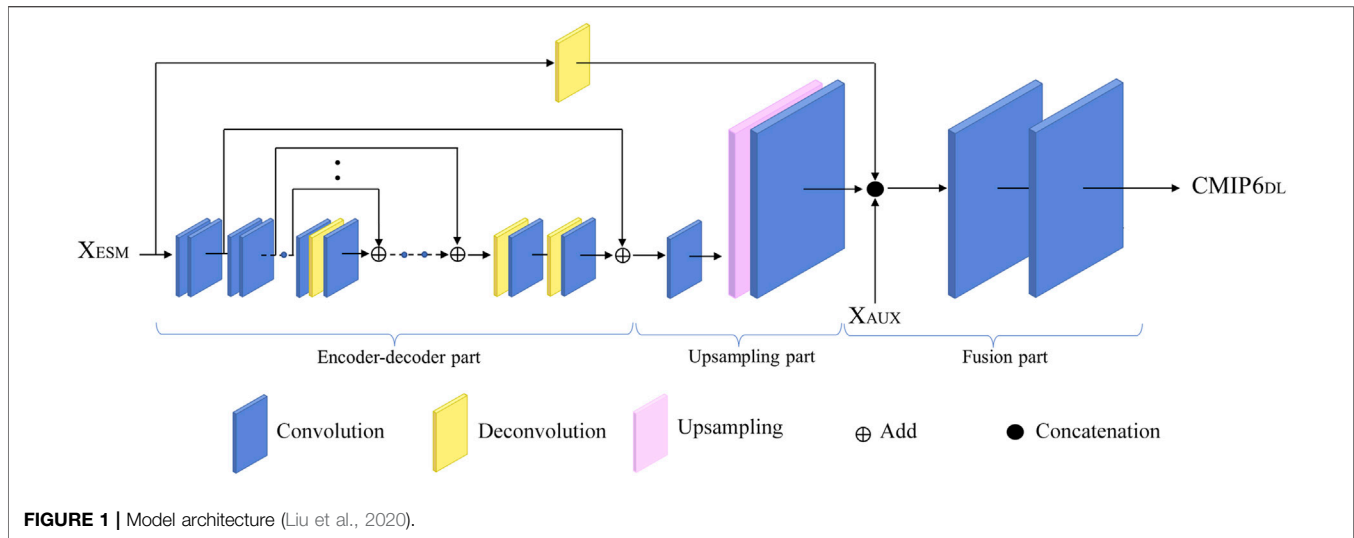 XESM
CMIP6DL
XAUX
Encoder-decoder part
Upsampling part
Fusion part
Convolution
Deconvolution
Upsampling
⊕ Add
Concatenation
FIGURE 1 | Model architecture (Liu et al., 2020).